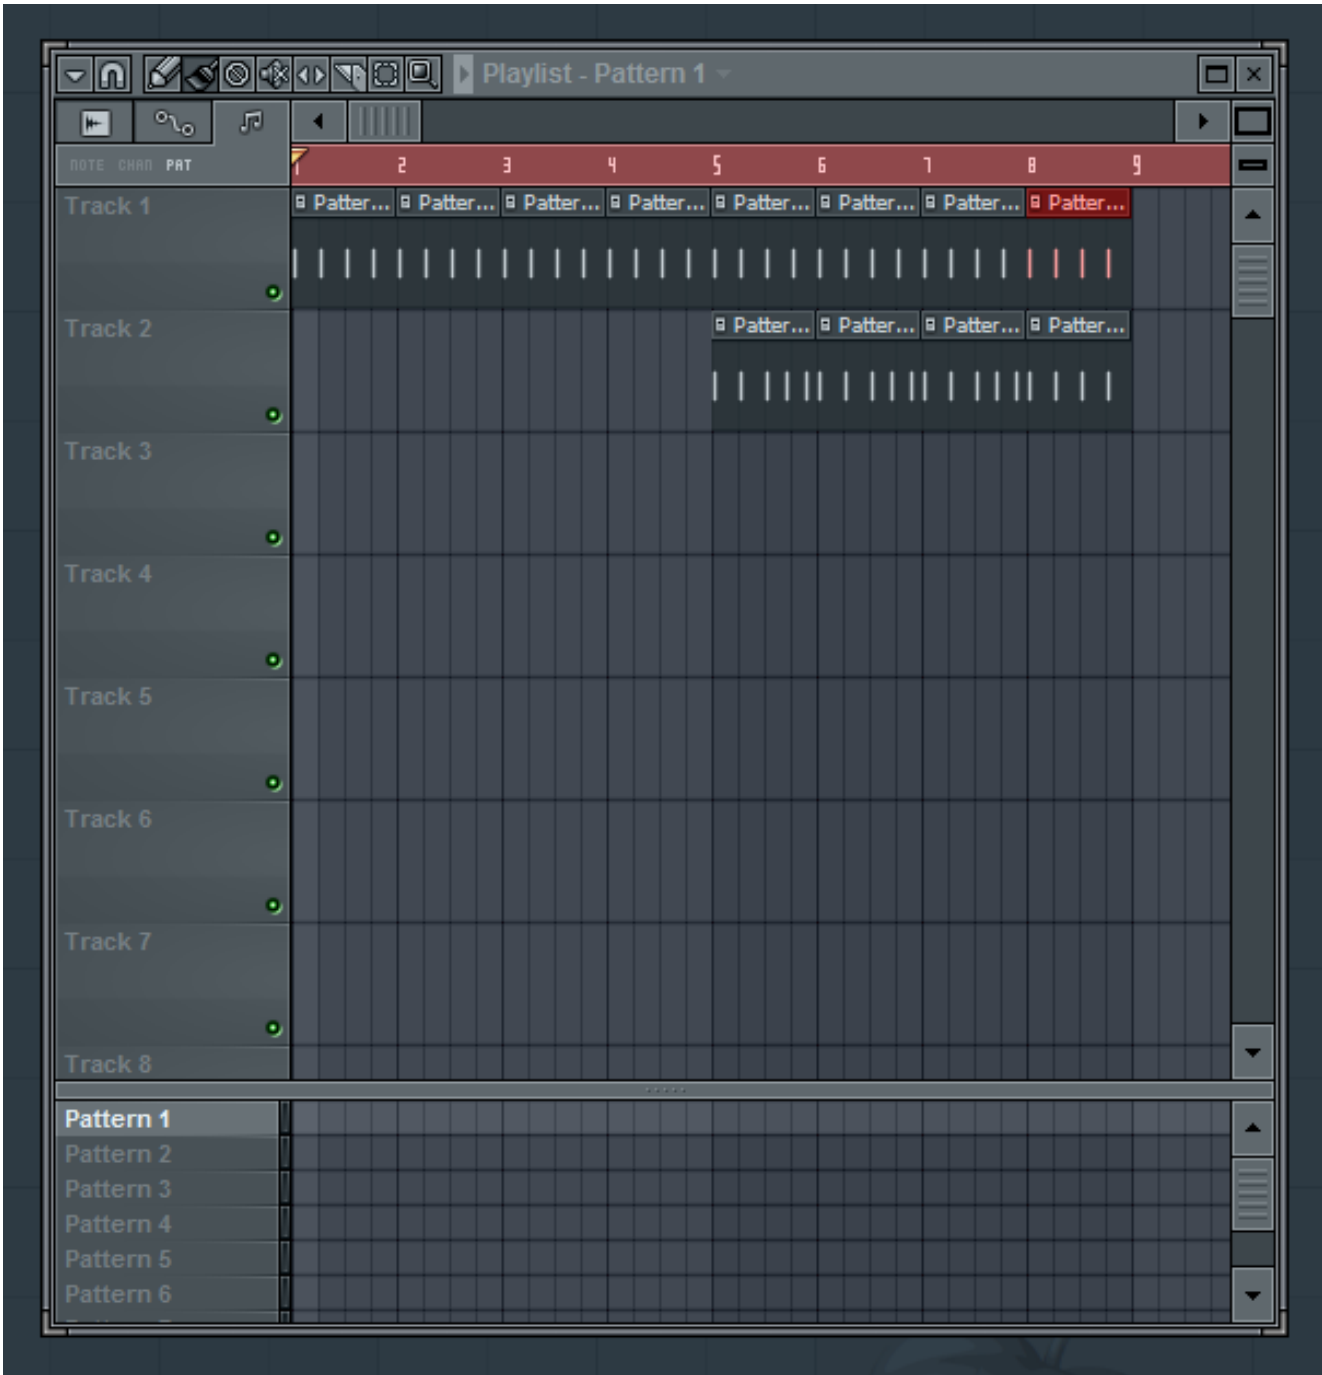 Playlist - Pattern 1
NOTE CHAN PAT
1 2 3 4 5 6 7 8 9
Track 1
Patter... Patter... Patter... Patter... Patter... Patter... Patter... Patter...
Track 2
Patter... Patter... Patter... Patter...
Track 3
Track 4
Track 5
Track 6
Track 7
Track 8
Pattern 1
Pattern 2
Pattern 3
Pattern 4
Pattern 5
Pattern 6